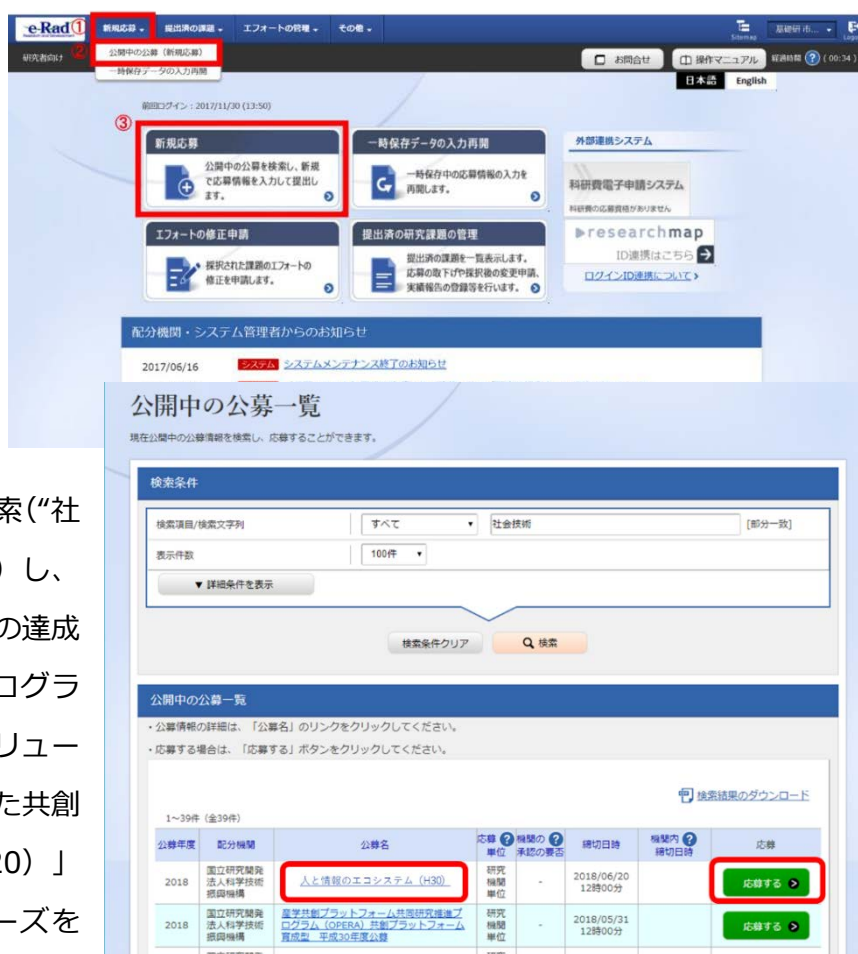 e-Rad ① 新規応募 提出済の課題 エフォートの管理 その他 Sitemap 基礎研 市... Logout
研究者向け ② 公開中の公募（新規応募） お問合せ 操作マニュアル 経過時間 ? ( 00:34 )
一時保存データの入力再開
日本語 English
前回ログイン：2017/11/30 (13:50)
③
新規応募
公開中の公募を検索し、新規
で応募情報を入力して提出し
ます。
一時保存データの入力再開
一時保存中の応募情報の入力を
再開します。
外部連携システム
科研費電子申請システム
科研費の応募資格がありません
エフォートの修正申請
採択された課題のエフォートの
修正を申請します。
提出済の研究課題の管理
提出済の課題を一覧表示します。
応募の取下げや採択後の変更申請、
実績報告の登録等を行います。
researchmap
ID連携はこちら
ログインID連携について
配分機関・システム管理者からのお知らせ
2017/06/16 システム システムメンテナンス終了のお知らせ
公開中の公募一覧
現在公開中の公募情報を検索し、応募することができます。
検索条件
検索項目/検索文字列 すべて 社会技術 [部分一致]
表示件数 100件
▼ 詳細条件を表示
検索条件クリア 検索
公開中の公募一覧
・公募情報の詳細は、「公募名」のリンクをクリックしてください。
・応募する場合は、「応募する」ボタンをクリックしてください。
検索結果のダウンロード
1～39件 (全39件)
公募年度 配分機関 公募名 応募単位 ? 機関の承認の要否 ? 締切日時 機関内締切日時 ? 応募
2018 国立研究開発法人科学技術振興機構 人と情報のエコシステム（H30） 研究機関単位 - 2018/06/20 12時00分 応募する
2018 国立研究開発法人科学技術振興機構 産学共創プラットフォーム共同研究推進プログラム（OPERA）共創プラットフォーム育成型 平成30年度公募 研究機関単位 - 2018/05/31 12時00分 応募する
索(“社
）し、
の達成
ログラ
リュー
た共創
20）」
ーズを